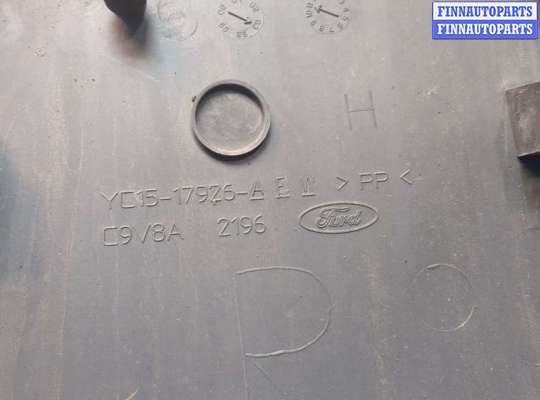 FINNAUTOPARTS
FINNAUTOPARTS
H
YC15-17926-A E W >PP<
C9V8A 2196 Ford
R